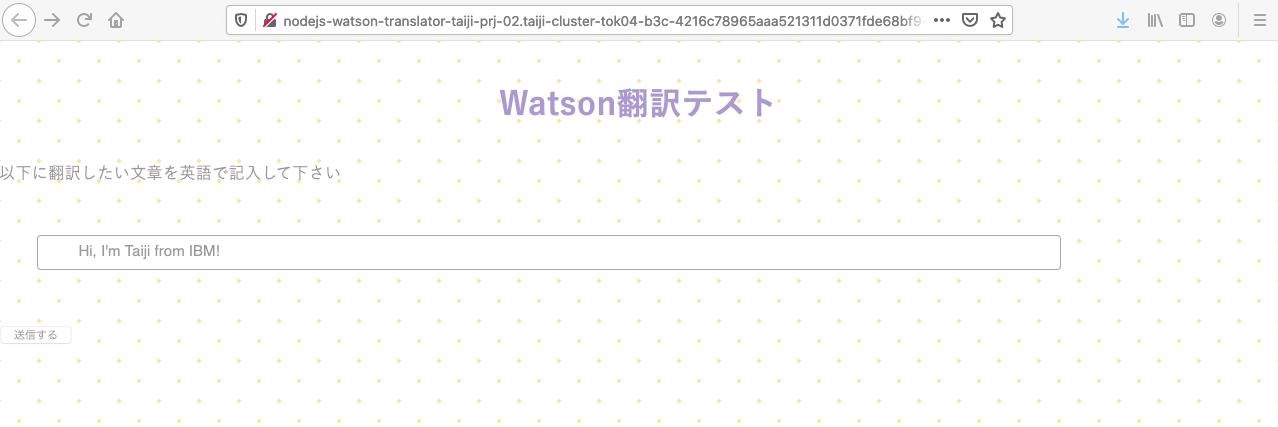 nodejs-watson-translator-taiji-prj-02.taiji-cluster-tok04-b3c-4216c78965aaa521311d0371fde68bf9-
Watson翻訳テスト
以下に翻訳したい文章を英語で記入して下さい
Hi, I'm Taiji from IBM!
送信する